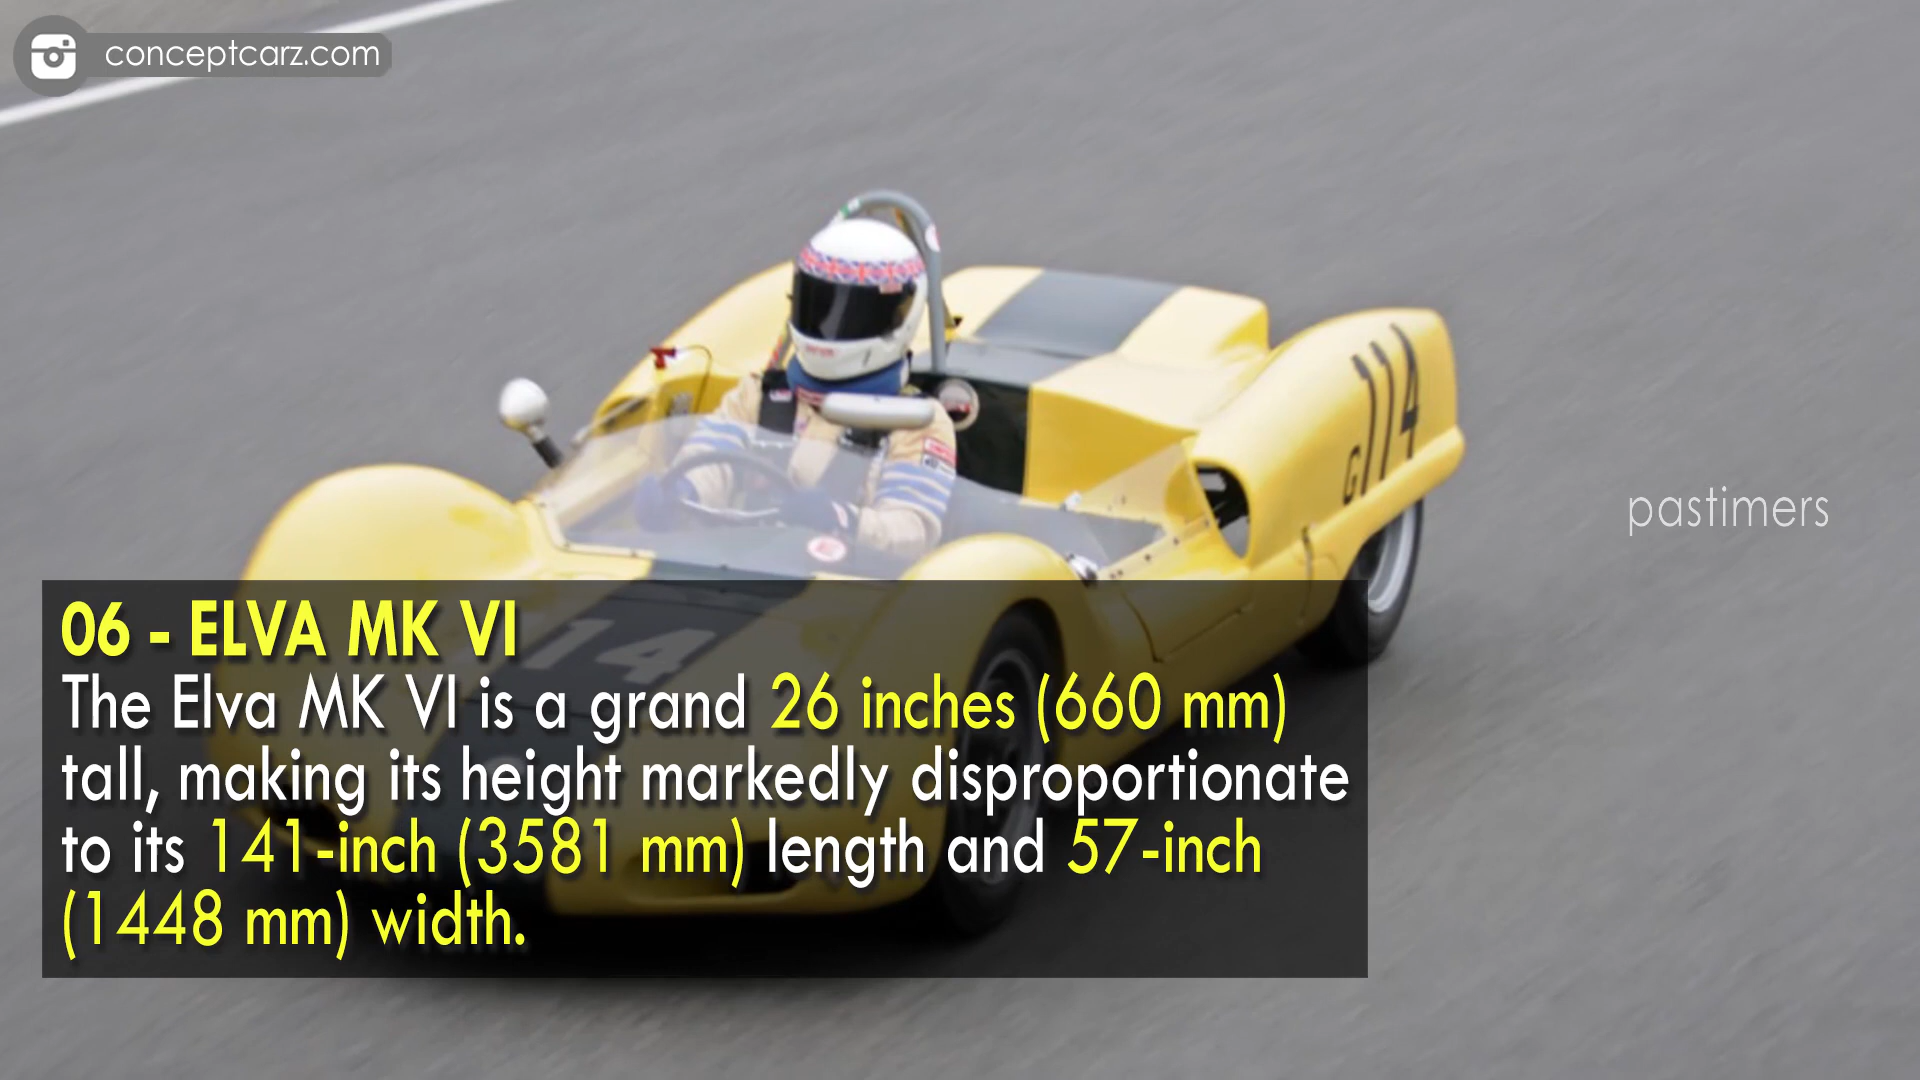 conceptcarz.com
G114
pastimers
06 - ELVA MK VI
14
The Elva MK VI is a grand 26 inches (660 mm)
tall, making its height markedly disproportionate
to its 141-inch (3581 mm) length and 57-inch
(1448 mm) width.